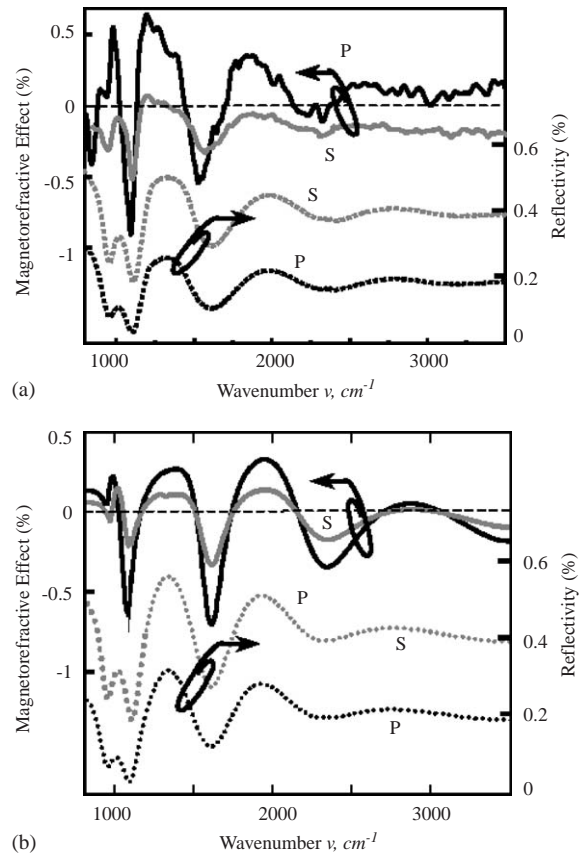 0.5
P
0
Magnetorefractive Effect (%)
-0.5
-1
S
S
P
0.6
0.4
0.2
0
Reflectivity (%)
1000
2000
3000
Wavenumber ν, cm-1
(a)
0.5
0
Magnetorefractive Effect (%)
-0.5
-1
S
P
S
P
0.6
0.4
0.2
0
Reflectivity (%)
1000
2000
3000
Wavenumber ν, cm-1
(b)